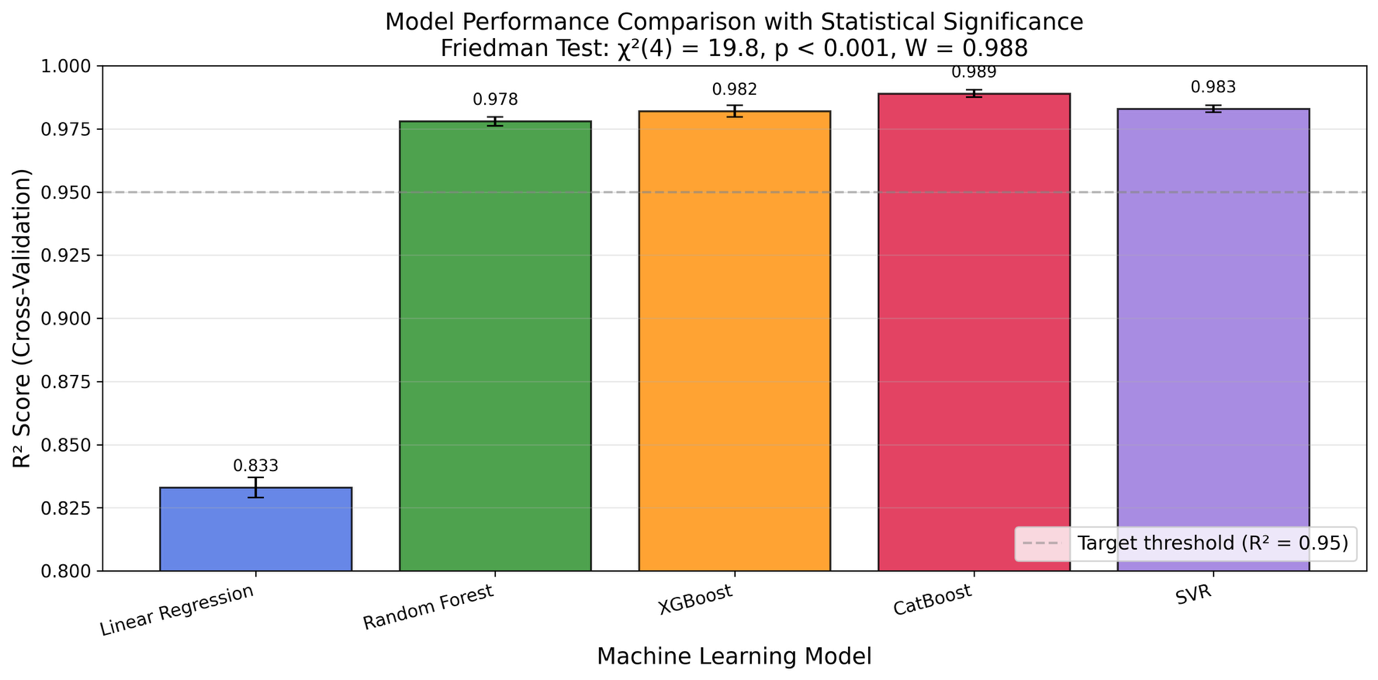 Model Performance Comparison with Statistical Significance
Friedman Test: χ²(4) = 19.8, p < 0.001, W = 0.988
R² Score (Cross-Validation)
1.000
0.975
0.950
0.925
0.900
0.875
0.850
0.825
0.800
0.833
0.978
0.982
0.989
0.983
Target threshold (R² = 0.95)
Linear Regression
Random Forest
XGBoost
CatBoost
SVR
Machine Learning Model